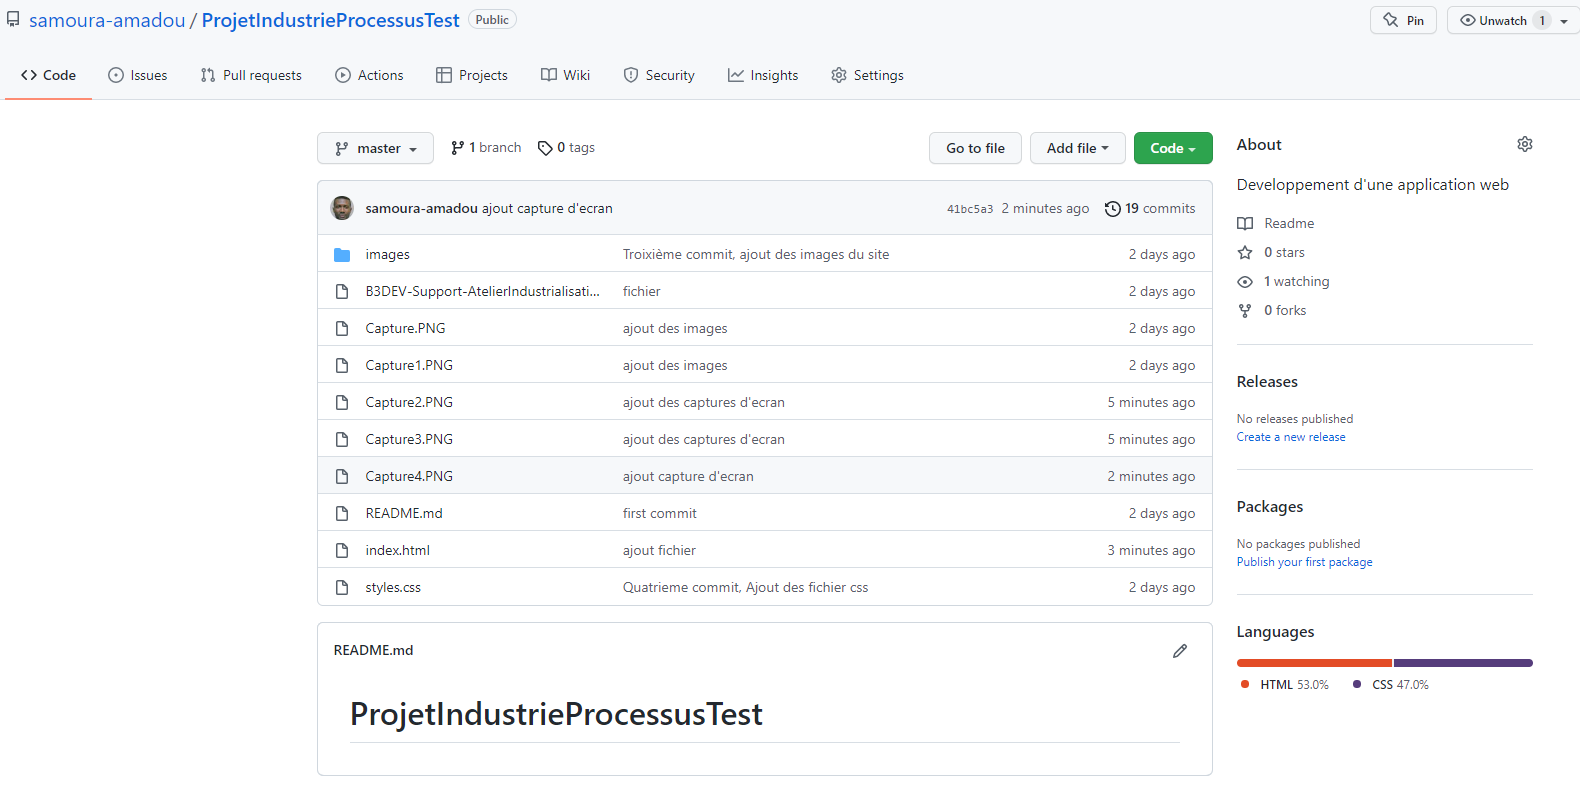 samoura-amadou / ProjetIndustrieProcessusTest Public Pin Unwatch 1
Code Issues Pull requests Actions Projects Wiki Security Insights Settings
master 1 branch 0 tags Go to file Add file Code
samoura-amadou ajout capture d'ecran 41bc5a3 2 minutes ago 19 commits
images Troixième commit, ajout des images du site 2 days ago
B3DEV-Support-AtelierIndustrialisati... fichier 2 days ago
Capture.PNG ajout des images 2 days ago
Capture1.PNG ajout des images 2 days ago
Capture2.PNG ajout des captures d'ecran 5 minutes ago
Capture3.PNG ajout des captures d'ecran 5 minutes ago
Capture4.PNG ajout capture d'ecran 2 minutes ago
README.md first commit 2 days ago
index.html ajout fichier 3 minutes ago
styles.css Quatrieme commit, Ajout des fichier css 2 days ago
README.md
ProjetIndustrieProcessusTest
About
Developpement d'une application web
Readme
0 stars
1 watching
0 forks
Releases
No releases published
Create a new release
Packages
No packages published
Publish your first package
Languages
HTML 53.0% CSS 47.0%